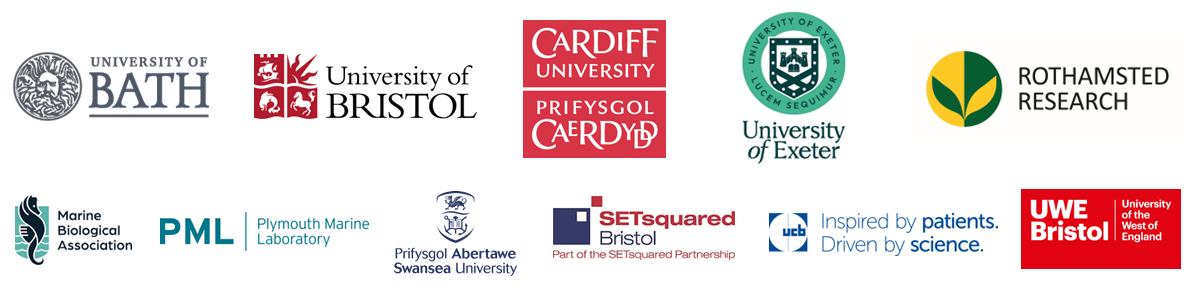 UNIVERSITY OF
BATH
University of
BRISTOL
CARDIFF
UNIVERSITY
PRIFYSGOL
CAERDYDD
UNIVERSITY OF EXETER
LUCEM SEQUIMUR
University
of Exeter
ROTHAMSTED
RESEARCH
Marine
Biological
Association
PML
Plymouth Marine
Laboratory
Prifysgol Abertawe
Swansea University
SETsquared
Bristol
Part of the SETsquared Partnership
ucb
Inspired by patients.
Driven by science.
UWE
Bristol
University
of the
West of
England